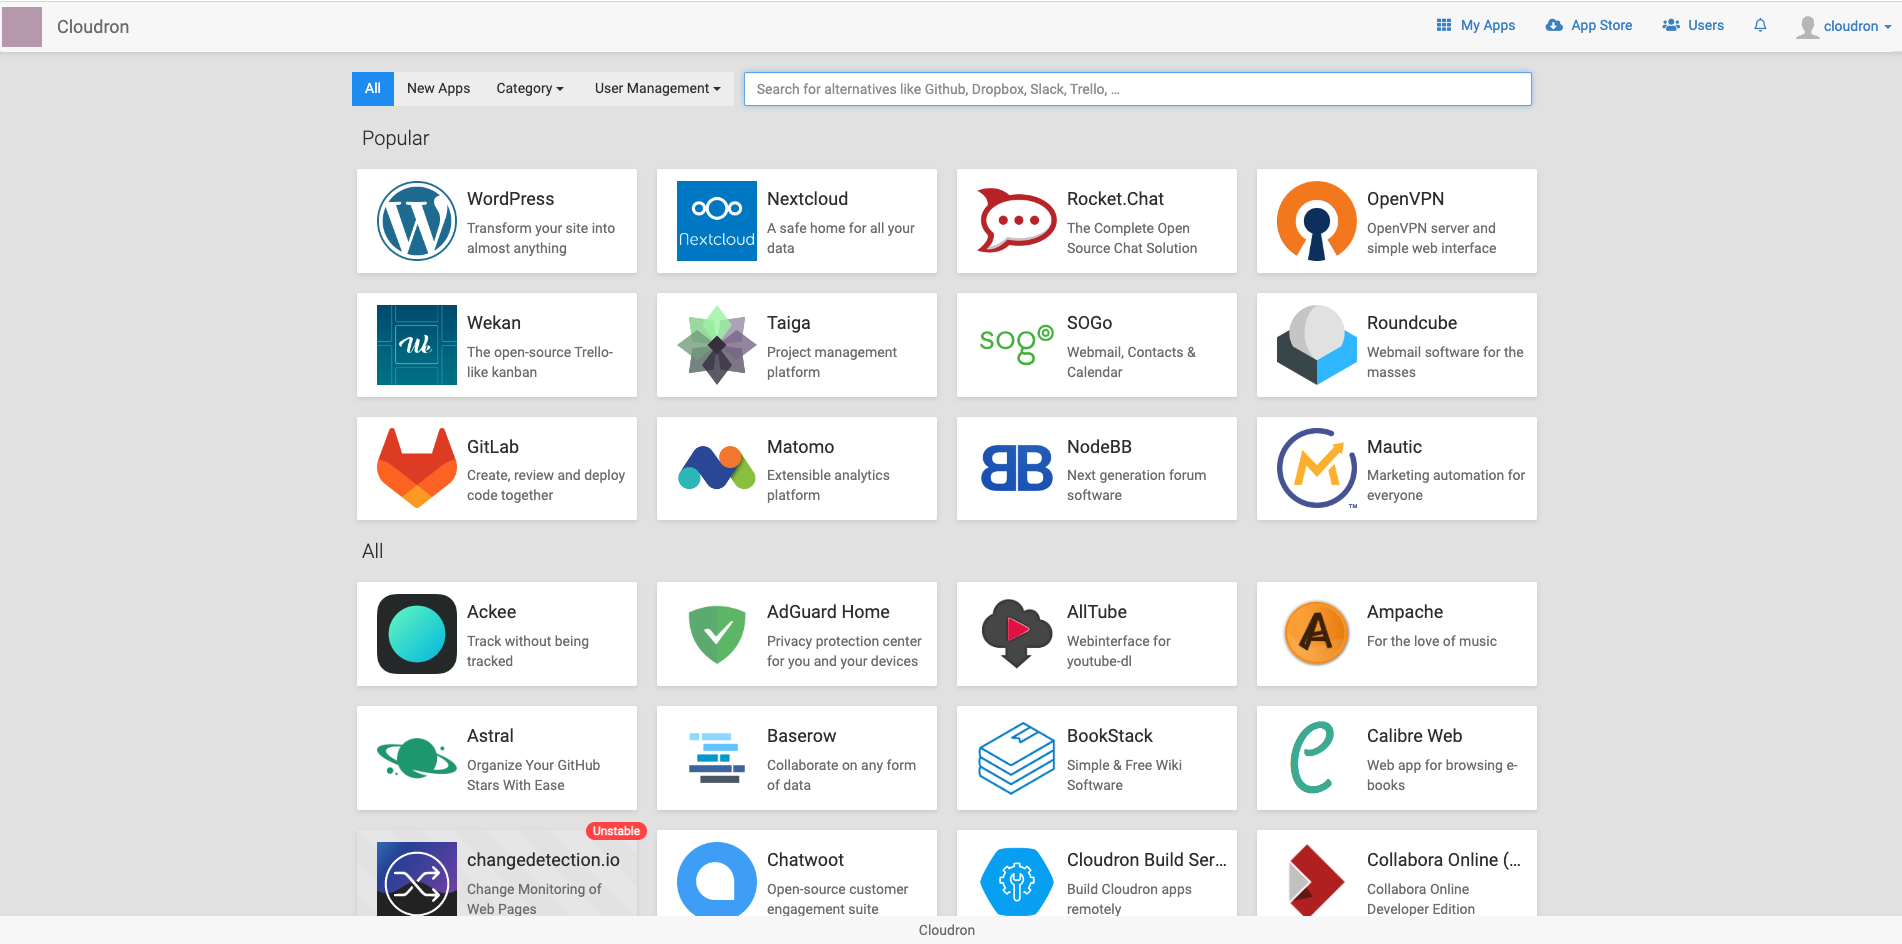 Cloudron
My Apps
App Store
Users
cloudron
All
New Apps
Category
User Management
Search for alternatives like Github, Dropbox, Slack, Trello, ...
Popular
WordPress
Transform your site into
almost anything
Nextcloud
Nextcloud
A safe home for all your
data
Rocket.Chat
The Complete Open
Source Chat Solution
OpenVPN
OpenVPN server and
simple web interface
We
Wekan
The open-source Trello-
like kanban
Taiga
Project management
platform
sogo
SOGo
Webmail, Contacts &
Calendar
Roundcube
Webmail software for the
masses
GitLab
Create, review and deploy
code together
Matomo
Extensible analytics
platform
BB
NodeBB
Next generation forum
software
M
TM
Mautic
Marketing automation for
everyone
All
Ackee
Track without being
tracked
AdGuard Home
Privacy protection center
for you and your devices
AllTube
Webinterface for
youtube-dl
A
Ampache
For the love of music
Astral
Organize Your GitHub
Stars With Ease
Baserow
Collaborate on any form
of data
BookStack
Simple & Free Wiki
Software
e
Calibre Web
Web app for browsing e-
books
Unstable
changedetection.io
Change Monitoring of
Web Pages
Chatwoot
Open-source customer
engagement suite
Cloudron Build Ser...
Build Cloudron apps
remotely
Collabora Online (...
Collabora Online
Developer Edition
Cloudron